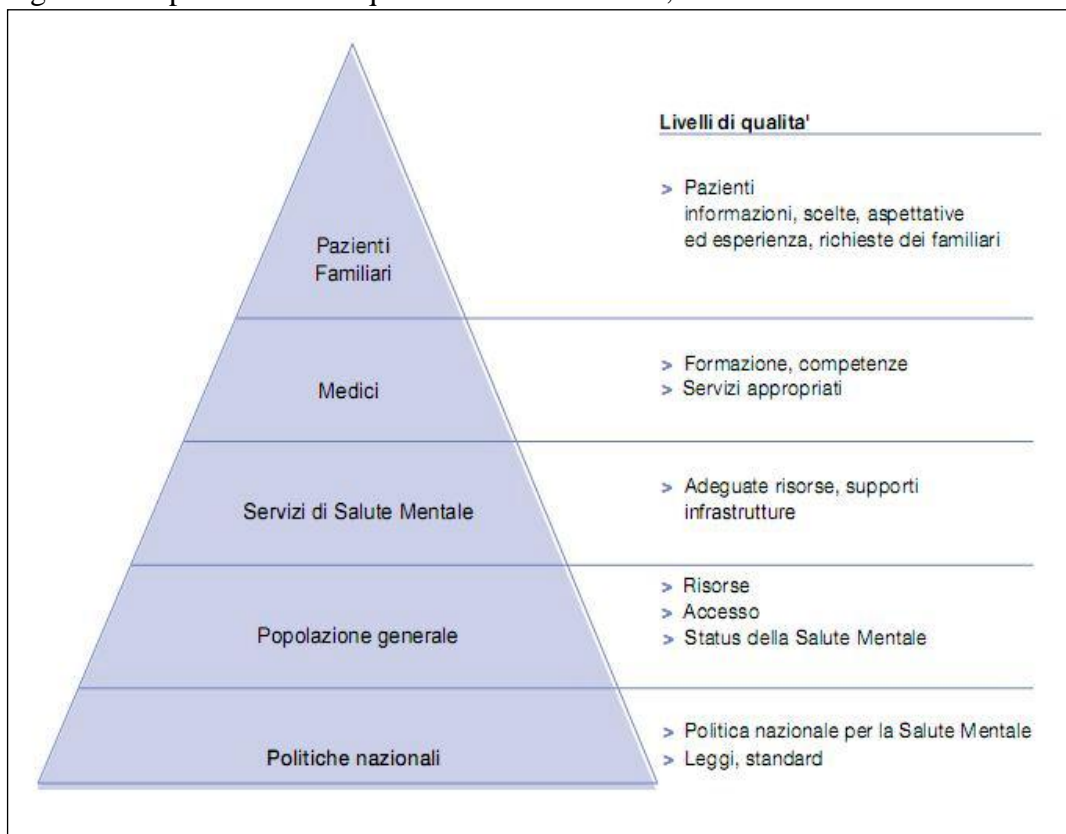 Livelli di qualita'
Pazienti
Familiari
> Pazienti
informazioni, scelte, aspettative
ed esperienza, richieste dei familiari
Medici
> Formazione, competenze
> Servizi appropriati
Servizi di Salute Mentale
> Adeguate risorse, supporti
infrastrutture
Popolazione generale
> Risorse
> Accesso
> Status della Salute Mentale
Politiche nazionali
> Politica nazionale per la Salute Mentale
> Leggi, standard